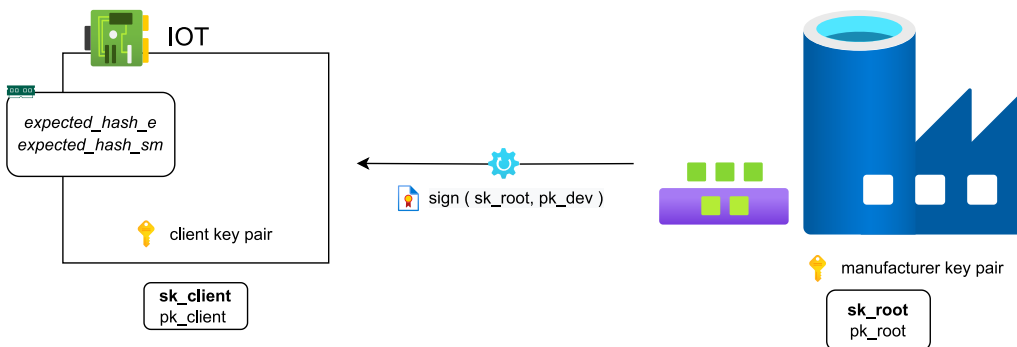 IOT
expected_hash_e
expected_hash_sm
sign ( sk_root, pk_dev )
client key pair
sk_client
pk_client
manufacturer key pair
sk_root
pk_root